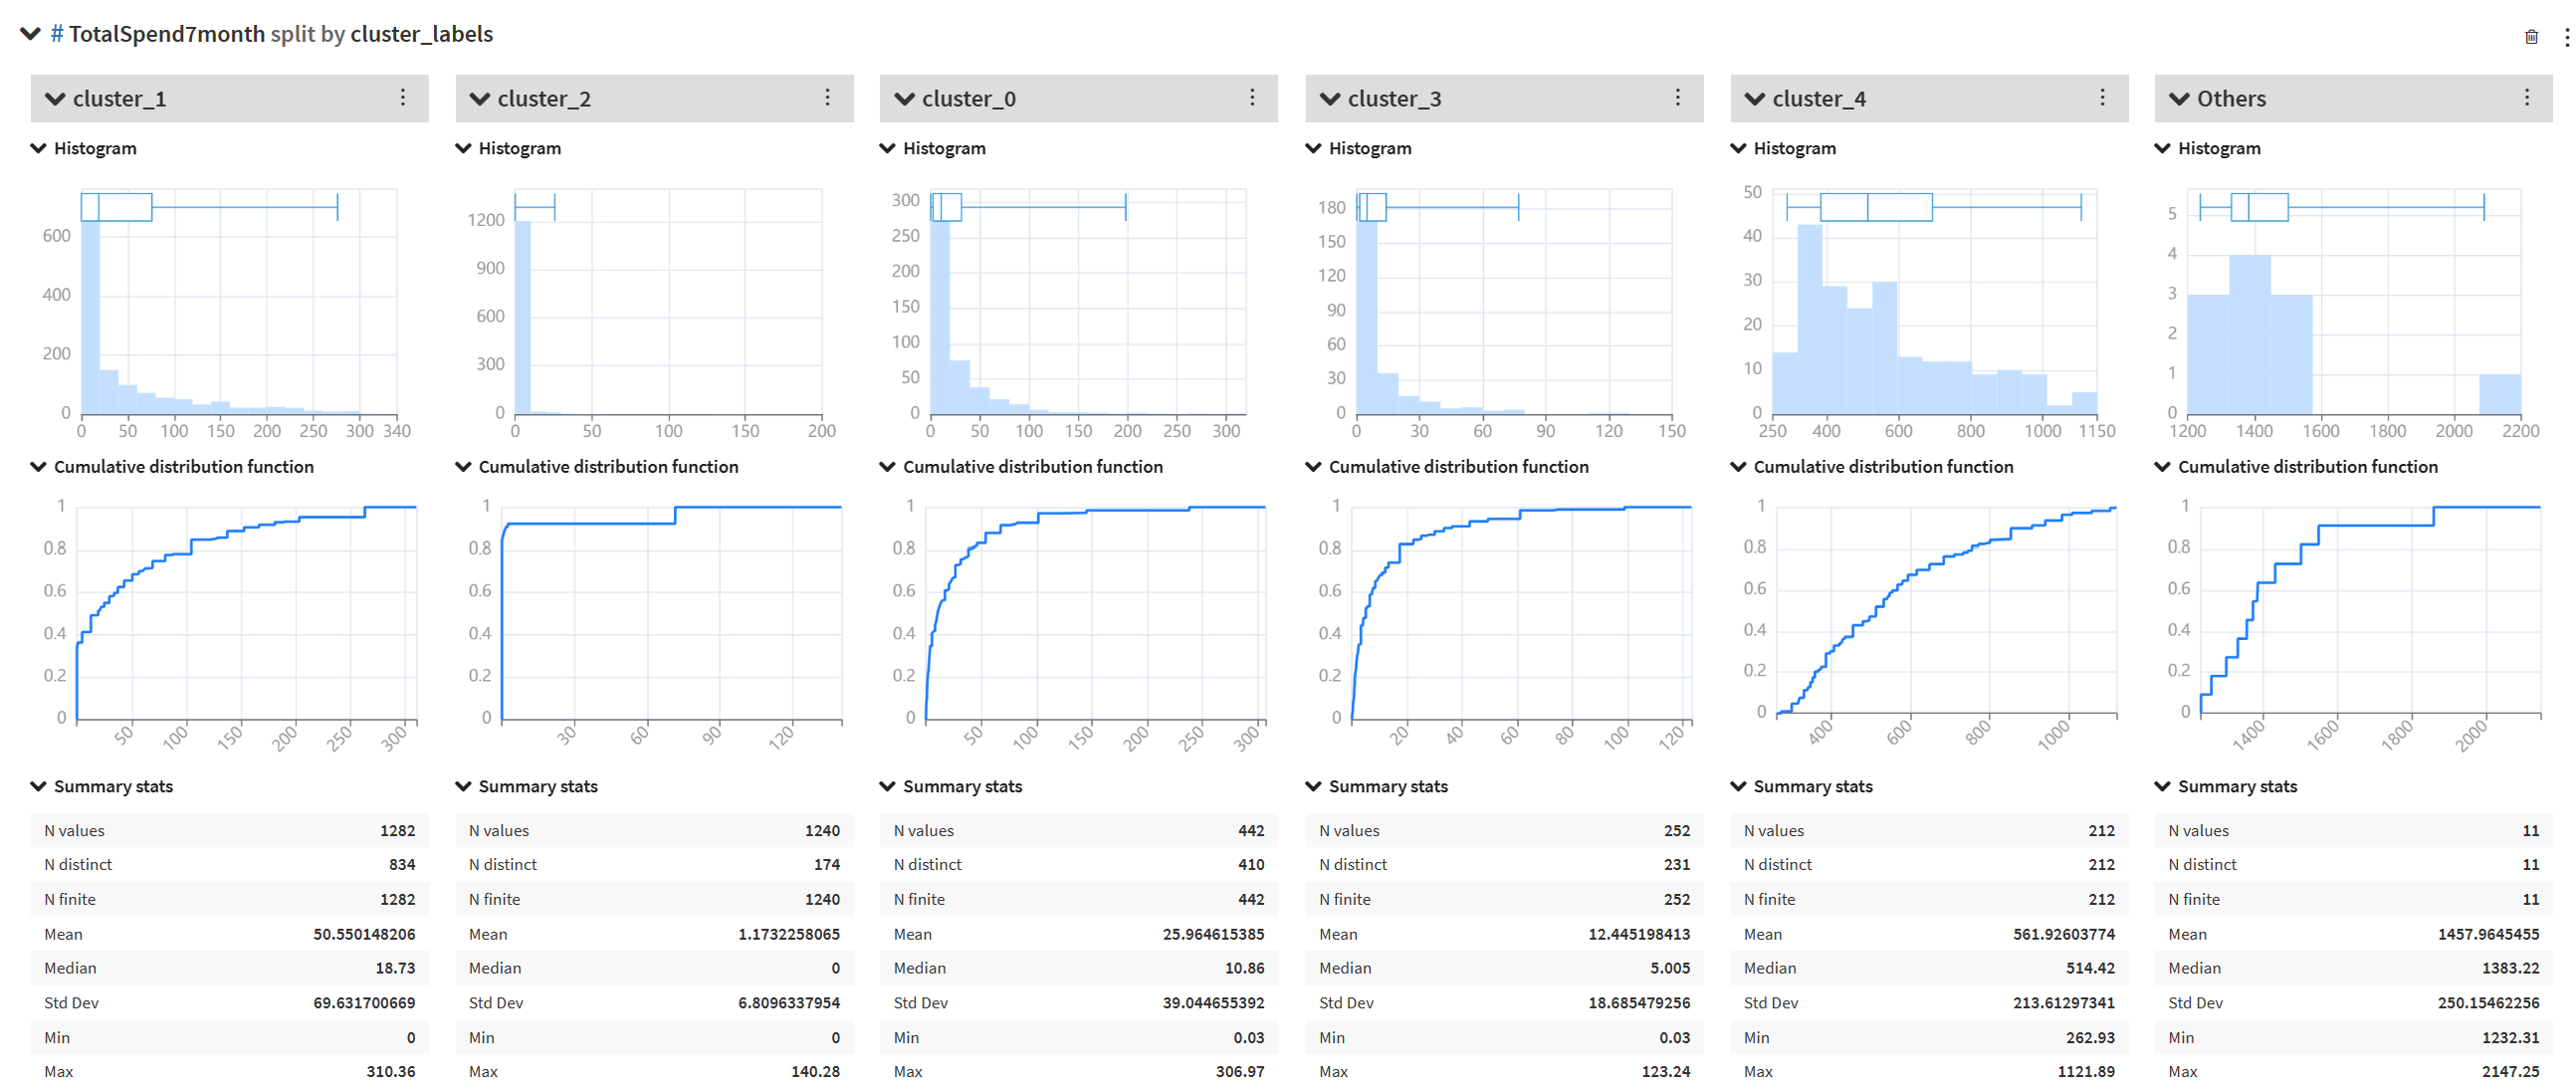 # TotalSpend7month split by cluster_labels
cluster_1
Histogram
600
400
200
0
0 50 100 150 200 250 300 340
Cumulative distribution function
1
0.8
0.6
0.4
0.2
0
50 100 150 200 250 300
Summary stats
N values 1282
N distinct 834
N finite 1282
Mean 50.550148206
Median 18.73
Std Dev 69.631700669
Min 0
Max 310.36
cluster_2
Histogram
1200
900
600
300
0
0 50 100 150 200
Cumulative distribution function
1
0.8
0.6
0.4
0.2
0
30 60 90 120
Summary stats
N values 1240
N distinct 174
N finite 1240
Mean 1.1732258065
Median 0
Std Dev 6.8096337954
Min 0
Max 140.28
cluster_0
Histogram
300
250
200
150
100
50
0
0 50 100 150 200 250 300
Cumulative distribution function
1
0.8
0.6
0.4
0.2
0
50 100 150 200 250 300
Summary stats
N values 442
N distinct 410
N finite 442
Mean 25.964615385
Median 10.86
Std Dev 39.044655392
Min 0.03
Max 306.97
cluster_3
Histogram
180
150
120
90
60
30
0
0 30 60 90 120 150
Cumulative distribution function
1
0.8
0.6
0.4
0.2
0
20 40 60 80 100 120
Summary stats
N values 252
N distinct 231
N finite 252
Mean 12.445198413
Median 5.005
Std Dev 18.685479256
Min 0.03
Max 123.24
cluster_4
Histogram
50
40
30
20
10
0
250 400 600 800 1000 1150
Cumulative distribution function
1
0.8
0.6
0.4
0.2
0
400 600 800 1000
Summary stats
N values 212
N distinct 212
N finite 212
Mean 561.92603774
Median 514.42
Std Dev 213.61297341
Min 262.93
Max 1121.89
Others
Histogram
5
4
3
2
1
0
1200 1400 1600 1800 2000 2200
Cumulative distribution function
1
0.8
0.6
0.4
0.2
0
1400 1600 1800 2000
Summary stats
N values 11
N distinct 11
N finite 11
Mean 1457.9645455
Median 1383.22
Std Dev 250.15462256
Min 1232.31
Max 2147.25